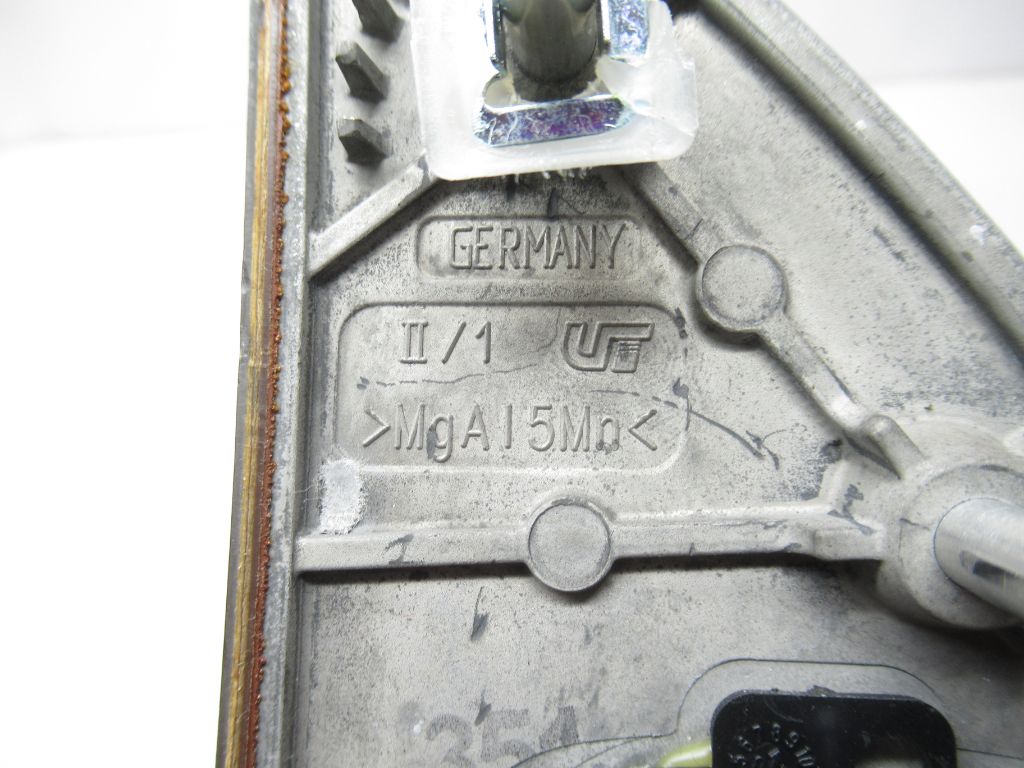 GERMANY
II/1
>MgAl5Mn<